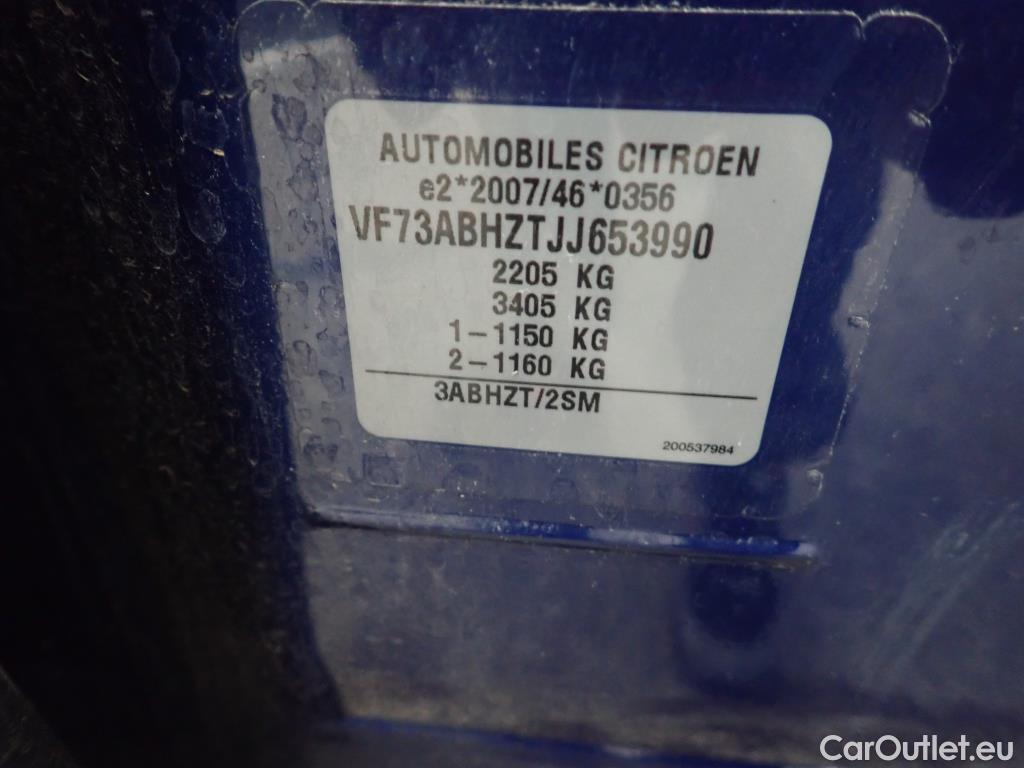 AUTOMOBILES CITROEN
e2*2007/46*0356
VF73ABHZTJJ653990
2205 KG
3405 KG
1-1150 KG
2-1160 KG
3ABHZT/2SM
200537984
CarOutlet.eu